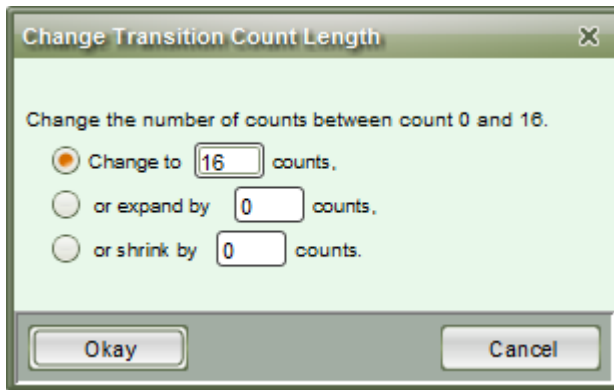 Change Transition Count Length
Change the number of counts between count 0 and 16.
Change to 16 counts,
or expand by 0 counts,
or shrink by 0 counts.
Okay Cancel